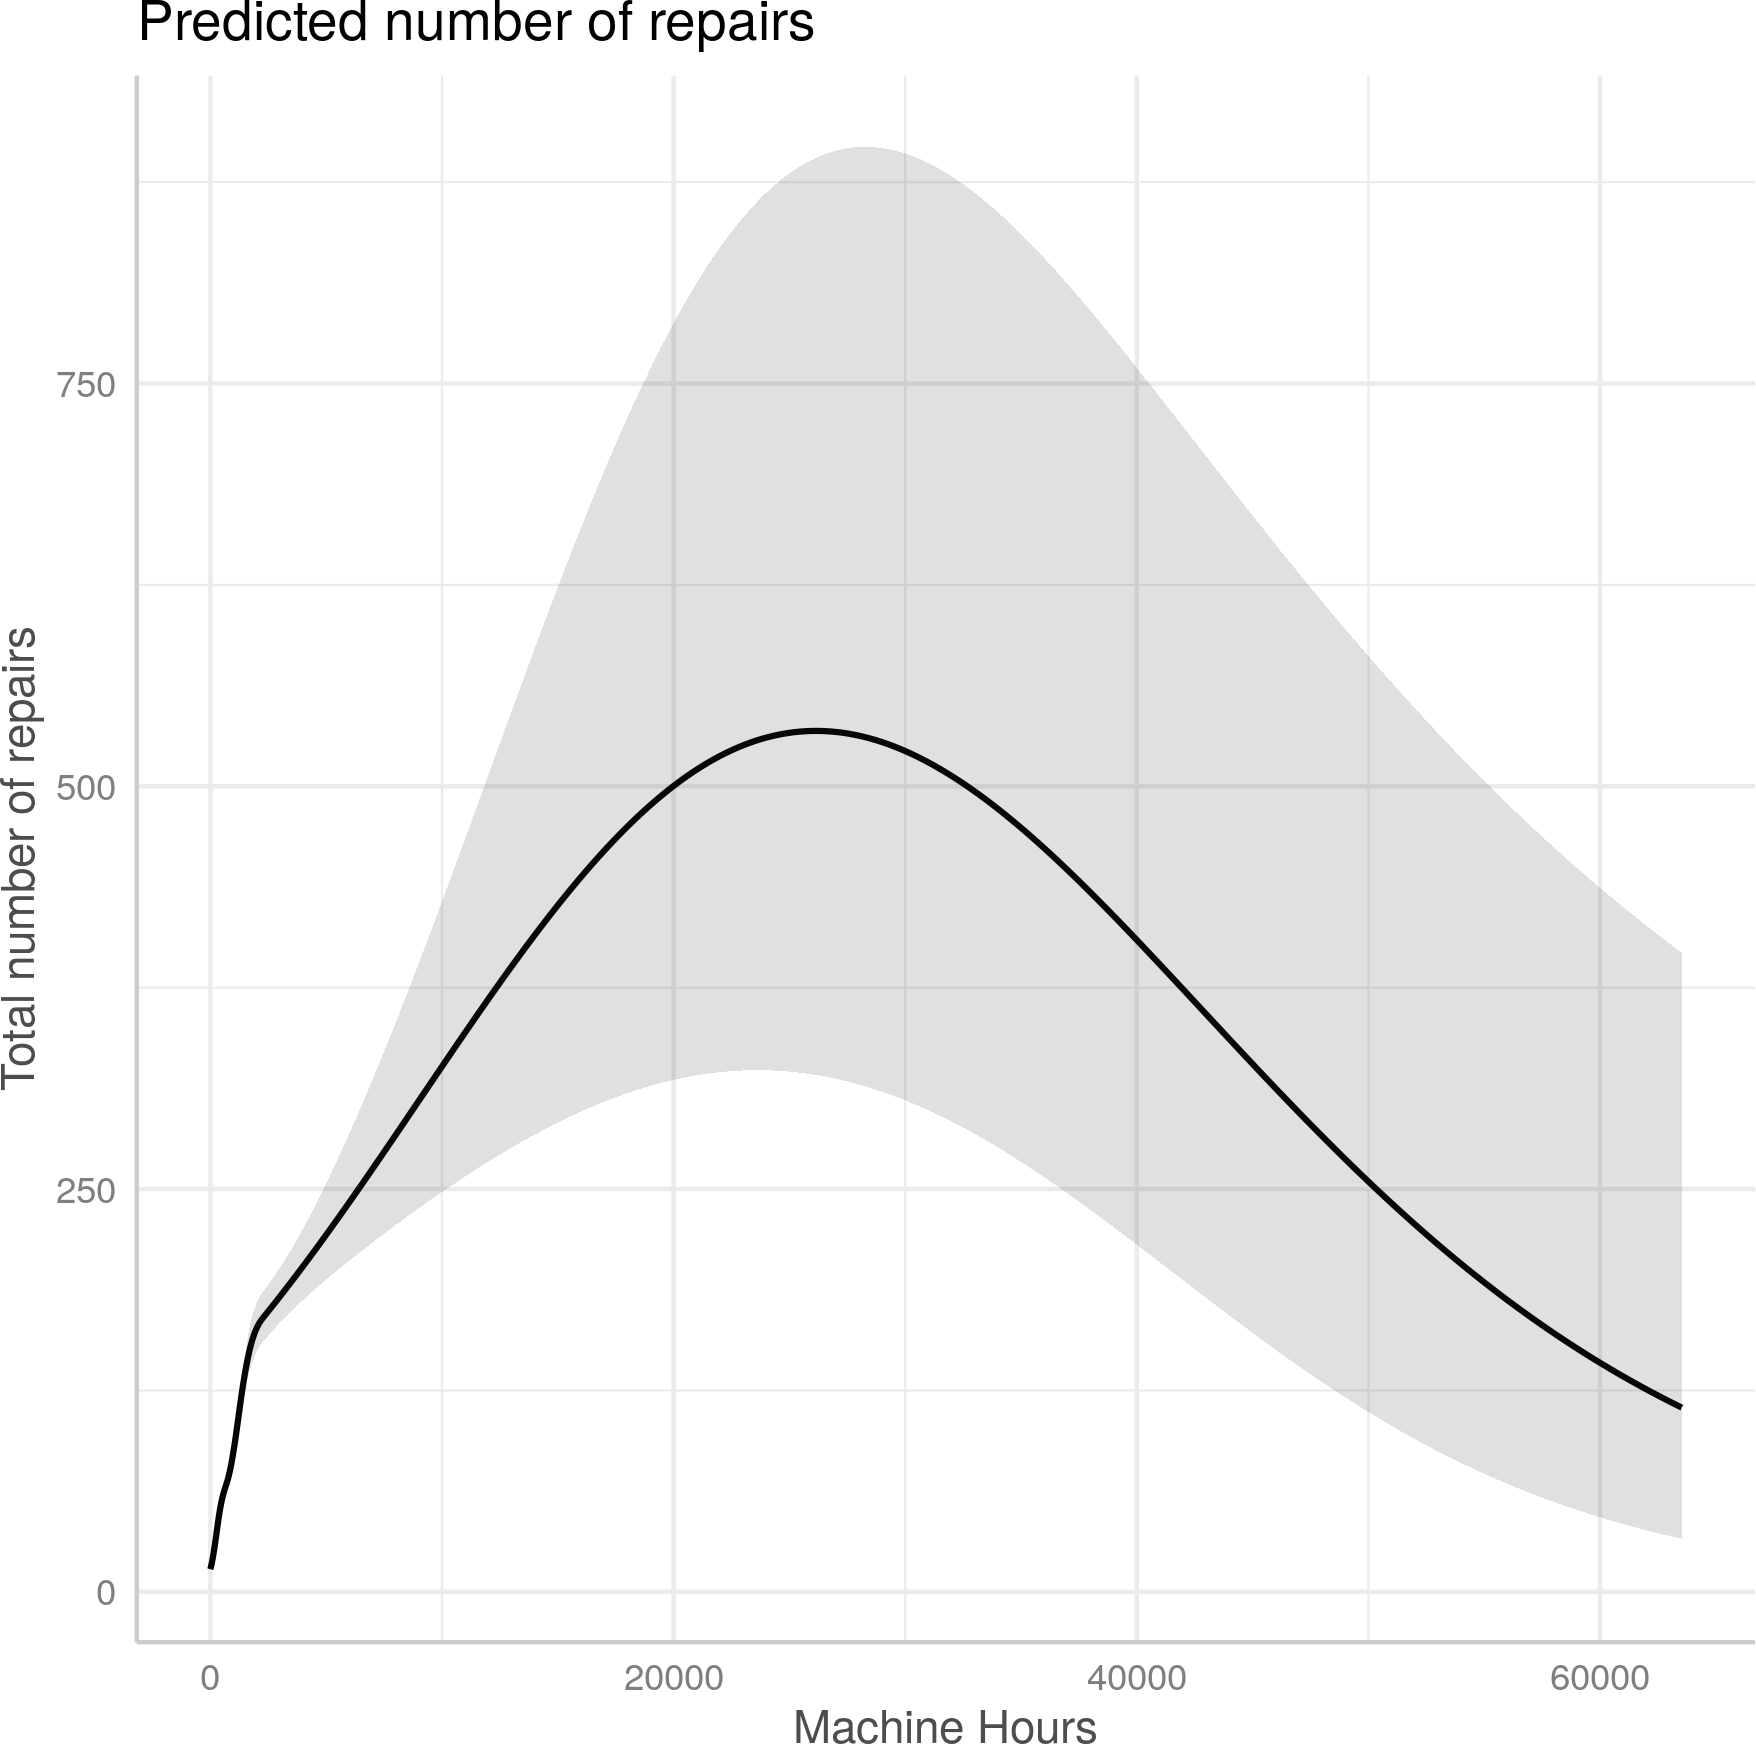 Predicted number of repairs
Total number of repairs
750
500
250
0
0 20000 40000 60000
Machine Hours